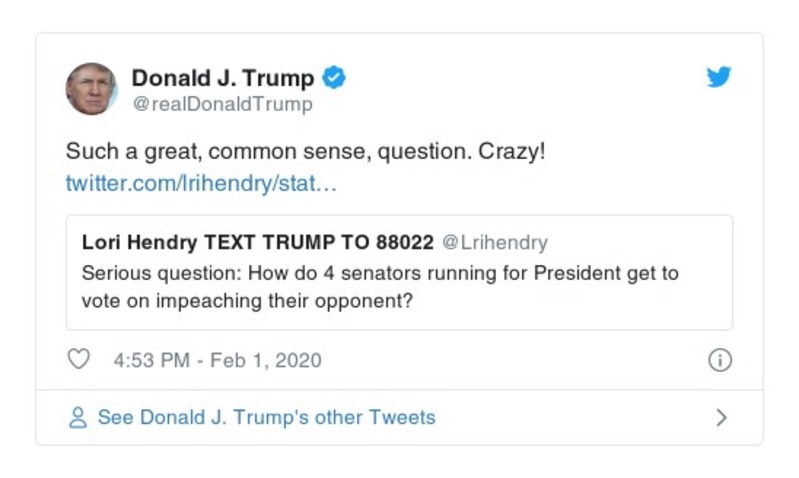 Donald J. Trump
@realDonaldTrump
Such a great, common sense, question. Crazy!
twitter.com/lrihendry/stat…
Lori Hendry TEXT TRUMP TO 88022 @Lrihendry
Serious question: How do 4 senators running for President get to
vote on impeaching their opponent?
4:53 PM - Feb 1, 2020
See Donald J. Trump's other Tweets